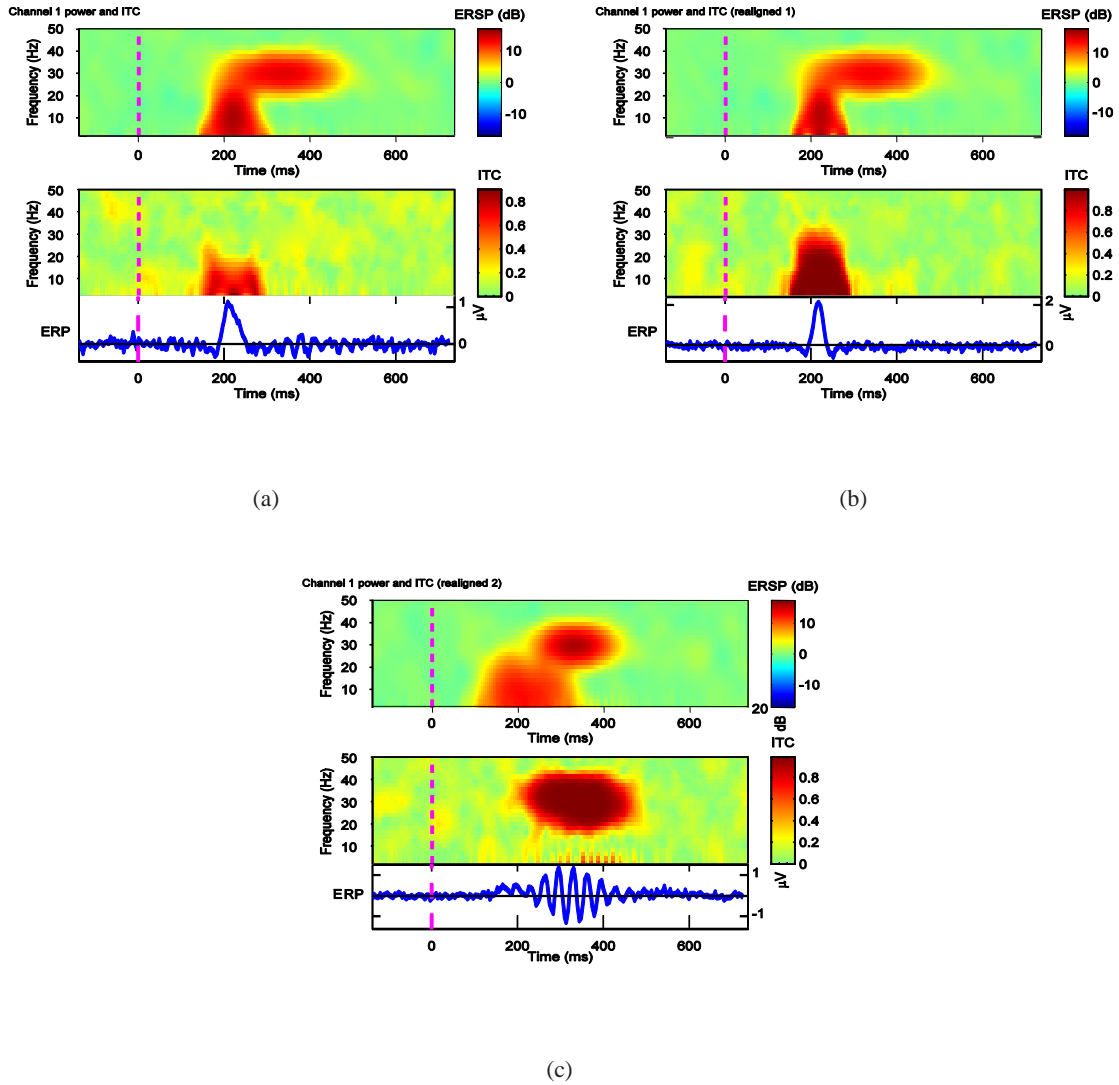 Channel 1 power and ITC
ERSP (dB)
Frequency (Hz)
50
40
30
20
10
0 200 400 600
Time (ms)
10
0
-10
ITC
Frequency (Hz)
50
40
30
20
10
0.8
0.6
0.4
0.2
0
ERP
1
0
µV
0 200 400 600
Time (ms)
(a)
Channel 1 power and ITC (realigned 1)
ERSP (dB)
Frequency (Hz)
50
40
30
20
10
0 200 400 600
Time (ms)
10
0
-10
ITC
Frequency (Hz)
50
40
30
20
10
0.8
0.6
0.4
0.2
0
ERP
2
0
µV
0 200 400 600
Time (ms)
(b)
Channel 1 power and ITC (realigned 2)
ERSP (dB)
Frequency (Hz)
50
40
30
20
10
0 200 400 600
Time (ms)
10
0
-10
20
dB
ITC
Frequency (Hz)
50
40
30
20
10
0.8
0.6
0.4
0.2
0
ERP
1
-1
µV
0 200 400 600
Time (ms)
(c)